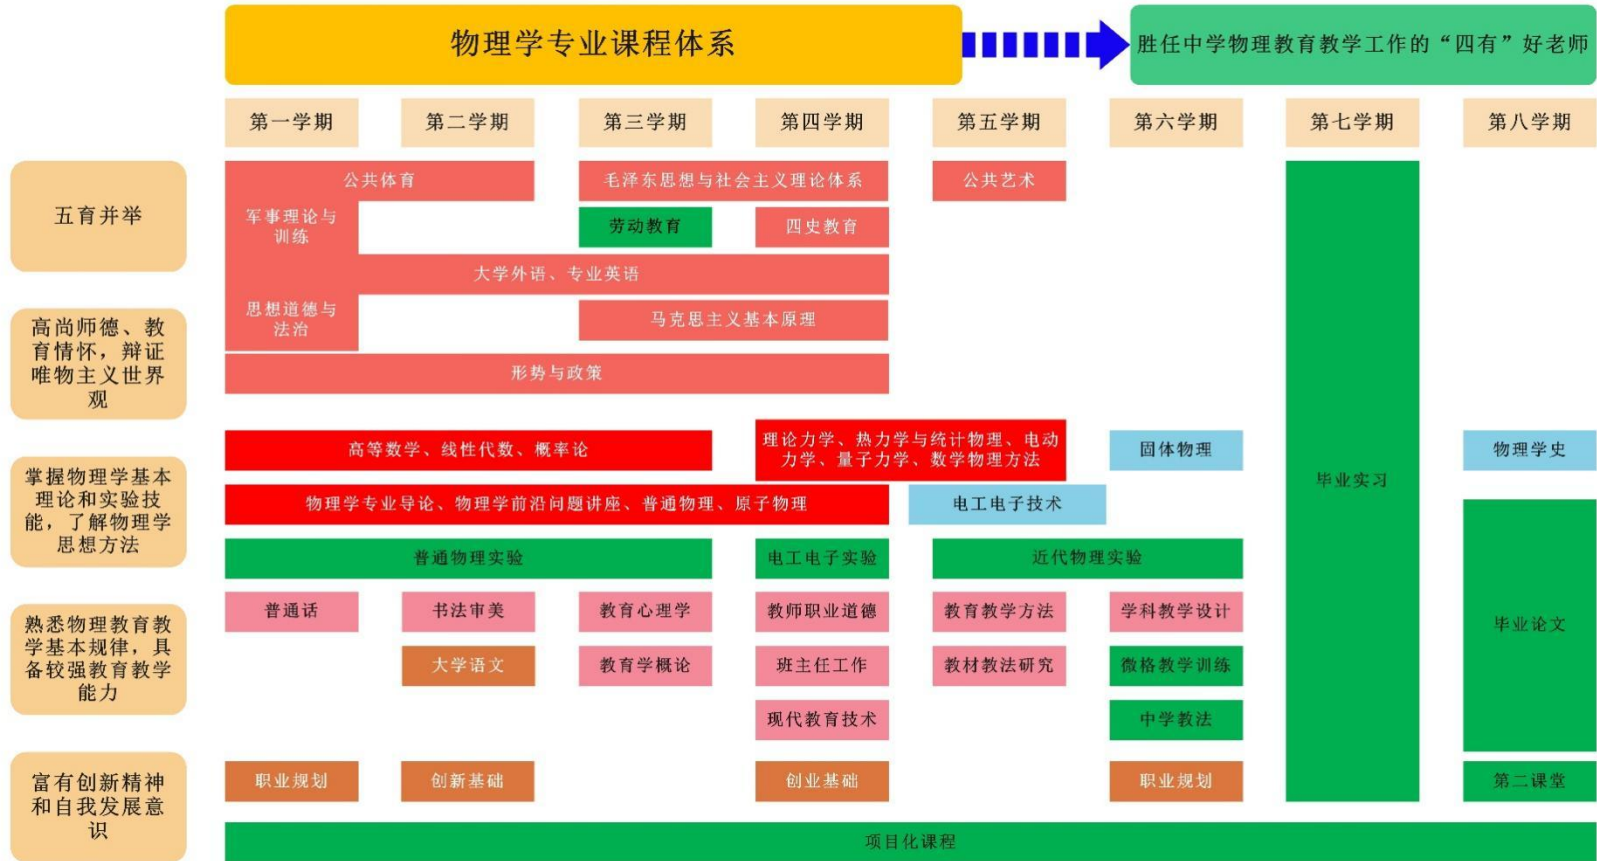 物理学专业课程体系
胜任中学物理教育教学工作的“四有”好老师
第一学期
第二学期
第三学期
第四学期
第五学期
第六学期
第七学期
第八学期
五育并举
公共体育
毛泽东思想与社会主义理论体系
公共艺术
军事理论与
训练
劳动教育
四史教育
大学外语、专业英语
高尚师德、教
育情怀，辩证
唯物主义世界
观
思想道德与
法治
马克思主义基本原理
形势与政策
掌握物理学基本
理论和实验技
能，了解物理学
思想方法
高等数学、线性代数、概率论
理论力学、热力学与统计物理、电动
力学、量子力学、数学物理方法
固体物理
物理学史
物理学专业导论、物理学前沿问题讲座、普通物理、原子物理
电工电子技术
毕业实习
普通物理实验
电工电子实验
近代物理实验
熟悉物理教育教
学基本规律，具
备较强教育教学
能力
普通话
书法审美
教育心理学
教师职业道德
教育教学方法
学科教学设计
毕业论文
大学语文
教育学概论
班主任工作
教材教法研究
微格教学训练
现代教育技术
中学教法
富有创新精神
和自我发展意
识
职业规划
创新基础
创业基础
职业规划
第二课堂
项目化课程